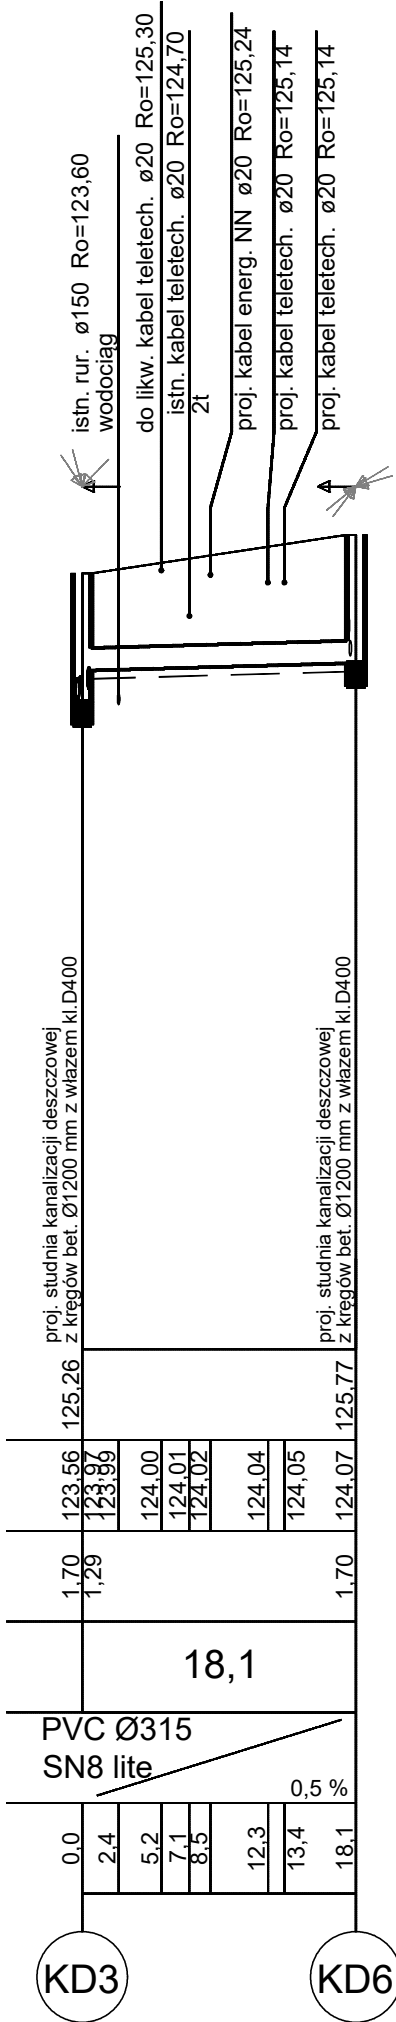 istn. rur. ø150 Ro=123,60
wodociąg
do likw. kabel teletech. ø20 Ro=125,30
istn. kabel teletech. ø20 Ro=124,70
2t
proj. kabel energ. NN ø20 Ro=125,24
proj. kabel teletech. ø20 Ro=125,14
proj. kabel teletech. ø20 Ro=125,14
proj. studnia kanalizacji deszczowej
z kręgów bet. Ø1200 mm z włazem kl.D400
proj. studnia kanalizacji deszczowej
z kręgów bet. Ø1200 mm z włazem kl.D400
125,26
125,77
123,56
123,97
123,99
124,00
124,01
124,02
124,04
124,05
124,07
1,70
1,29
1,70
18,1
PVC Ø315
SN8 lite
0,5 %
0,0
2,4
5,2
7,1
8,5
12,3
13,4
18,1
KD3
KD6